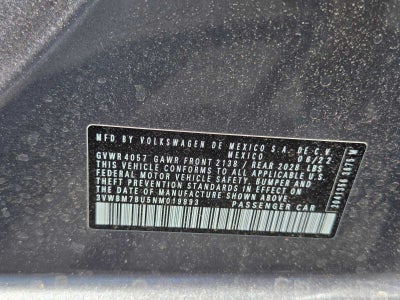 MFD BY VOLKSWAGEN DE MEXICO S.A. DE C.V.
MEXICO 06/22
GVWR 4057 GAWR FRONT 2138 / REAR 2028 LBS
THIS VEHICLE CONFORMS TO ALL APPLICABLE U.S.
FEDERAL MOTOR VEHICLE SAFETY, BUMPER AND
THEFT PREVENTION STANDARDS IN EFFECT ON
THE DATE OF MANUFACTURE SHOWN ABOVE.
3VWBM7BU5NM019893 PASSENGER CAR